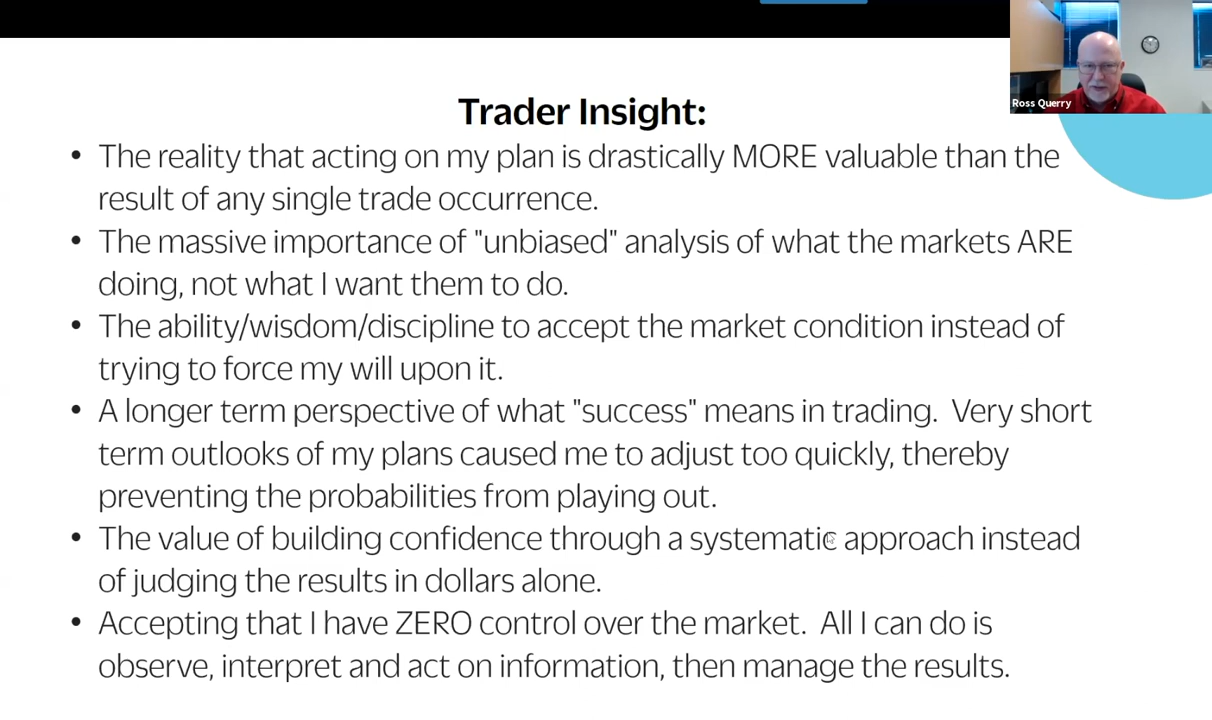 Ross Querry
Trader Insight:
• The reality that acting on my plan is drastically MORE valuable than the
result of any single trade occurrence.
• The massive importance of "unbiased" analysis of what the markets ARE
doing, not what I want them to do.
• The ability/wisdom/discipline to accept the market condition instead of
trying to force my will upon it.
• A longer term perspective of what "success" means in trading.  Very short
term outlooks of my plans caused me to adjust too quickly, thereby
preventing the probabilities from playing out.
• The value of building confidence through a systematic approach instead
of judging the results in dollars alone.
• Accepting that I have ZERO control over the market.  All I can do is
observe, interpret and act on information, then manage the results.